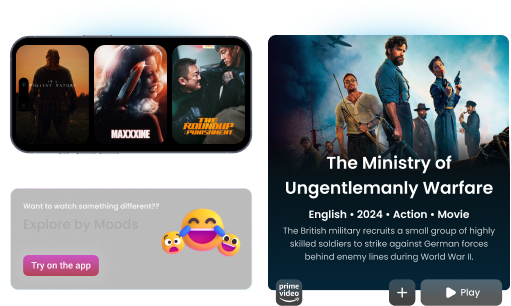 IN A
VIOLENT NATURE
MAXXXINE
THE
ROUNDUP
PUNISHMENT
Want to watch something different??
Explore by Moods
Try on the app
The Ministry of
Ungentlemanly Warfare
English • 2024 • Action • Movie
The British military recruits a small group of highly
skilled soldiers to strike against German forces
behind enemy lines during World War II.
prime
video
+
Play